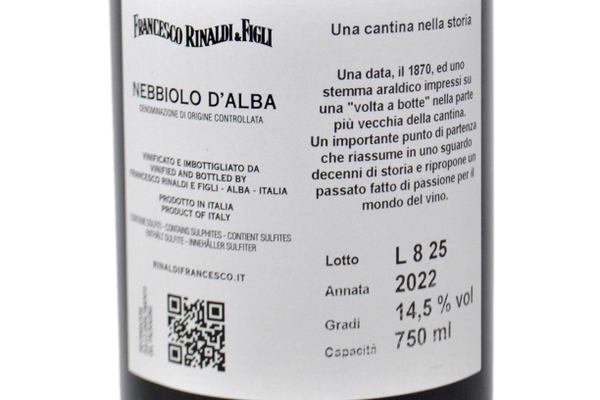 FRANCESCO RINALDI & FIGLI
NEBBIOLO D'ALBA
DENOMINAZIONE DI ORIGINE CONTROLLATA
VINIFICATO E IMBOTTIGLIATO DA
VINIFIED AND BOTTLED BY
FRANCESCO RINALDI E FIGLI - ALBA - ITALIA
PRODOTTO IN ITALIA
PRODUCT OF ITALY
CONTIENE SOLFITI - CONTAINS SULPHITES - CONTIENT SULFITES
ENTHÄLT SULFITE - INNEHÅLLER SULFITER
RINALDIFRANCESCO.IT
Una cantina nella storia
Una data, il 1870, ed uno
stemma araldico impressi su
una "volta a botte" nella parte
più vecchia della cantina.
Un importante punto di partenza
che riassume in uno sguardo
decenni di storia e ripropone un
passato fatto di passione per il
mondo del vino.
Lotto L 8 25
Annata 2022
Gradi 14,5 % vol
Capacità 750 ml